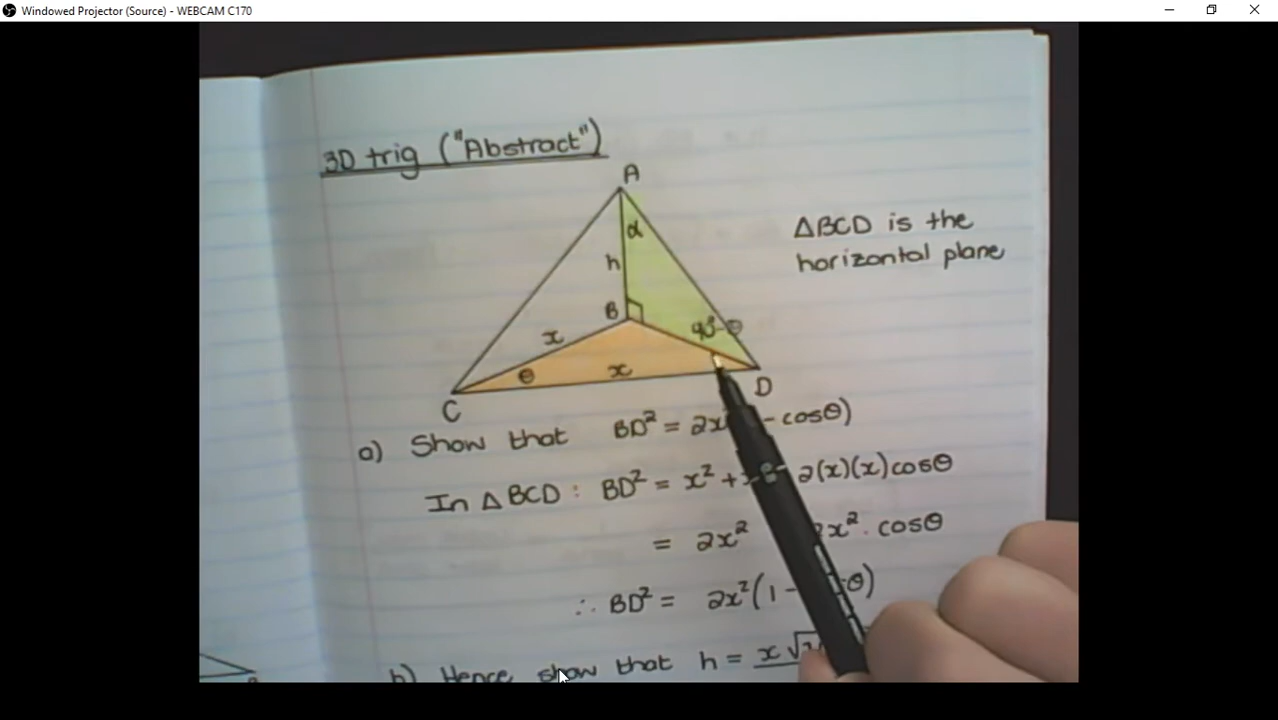 Windowed Projector (Source) - WEBCAM C170
3D trig ("Abstract")
A
α
h
B
x
90°-θ
θ
x
C
D
ΔBCD is the
horizontal plane
a) Show that BD² = 2x - cosθ)
In ΔBCD : BD² = x² + 2(x)(x)cosθ
= 2x² x² . cosθ
∴ BD² = 2x²(1 - θ)
b) Hence show that h = x√